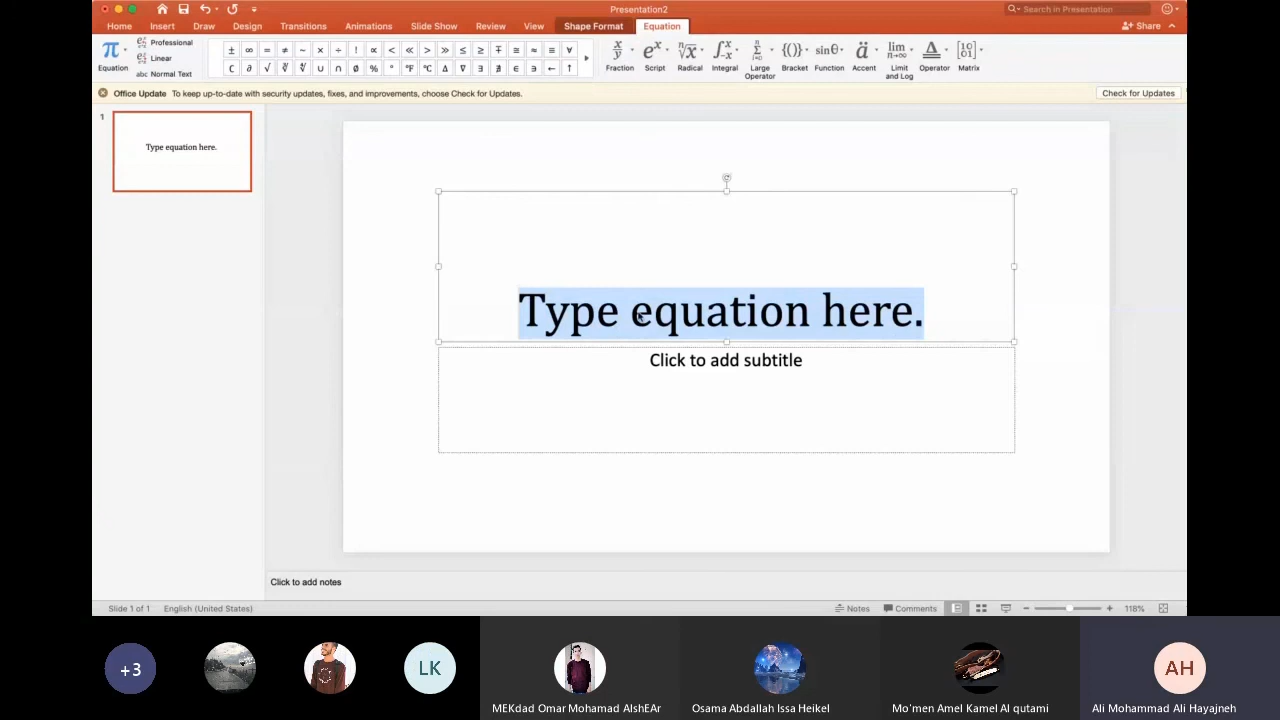 Presentation2
Search in Presentation
Home Insert Draw Design Transitions Animations Slide Show Review View Shape Format Equation Share
Professional
Linear
abc Normal Text
Equation
± ∞ = ≠ ~ × ÷ ! ∝ < ≪ > ≫ ≤ ≥ ∓ ≅ ≈ ≡ ∀
∁ ∂ √ ∛ ∜ ∪ ∩ ∅ % ° °F °C ∆ ∇ ∃ ∄ ∈ ∋ ← ↑
Fraction Script Radical Integral Large Operator Bracket Function Accent Limit and Log Operator Matrix
Office Update To keep up-to-date with security updates, fixes, and improvements, choose Check for Updates. Check for Updates
1
Type equation here.
Type equation here.
Click to add subtitle
Click to add notes
Slide 1 of 1 English (United States) Notes Comments 118%
+3 LK AH
MEKdad Omar Mohamad AlshEAr Osama Abdallah Issa Heikel Mo'men Amel Kamel Al qutami Ali Mohammad Ali Hayajneh